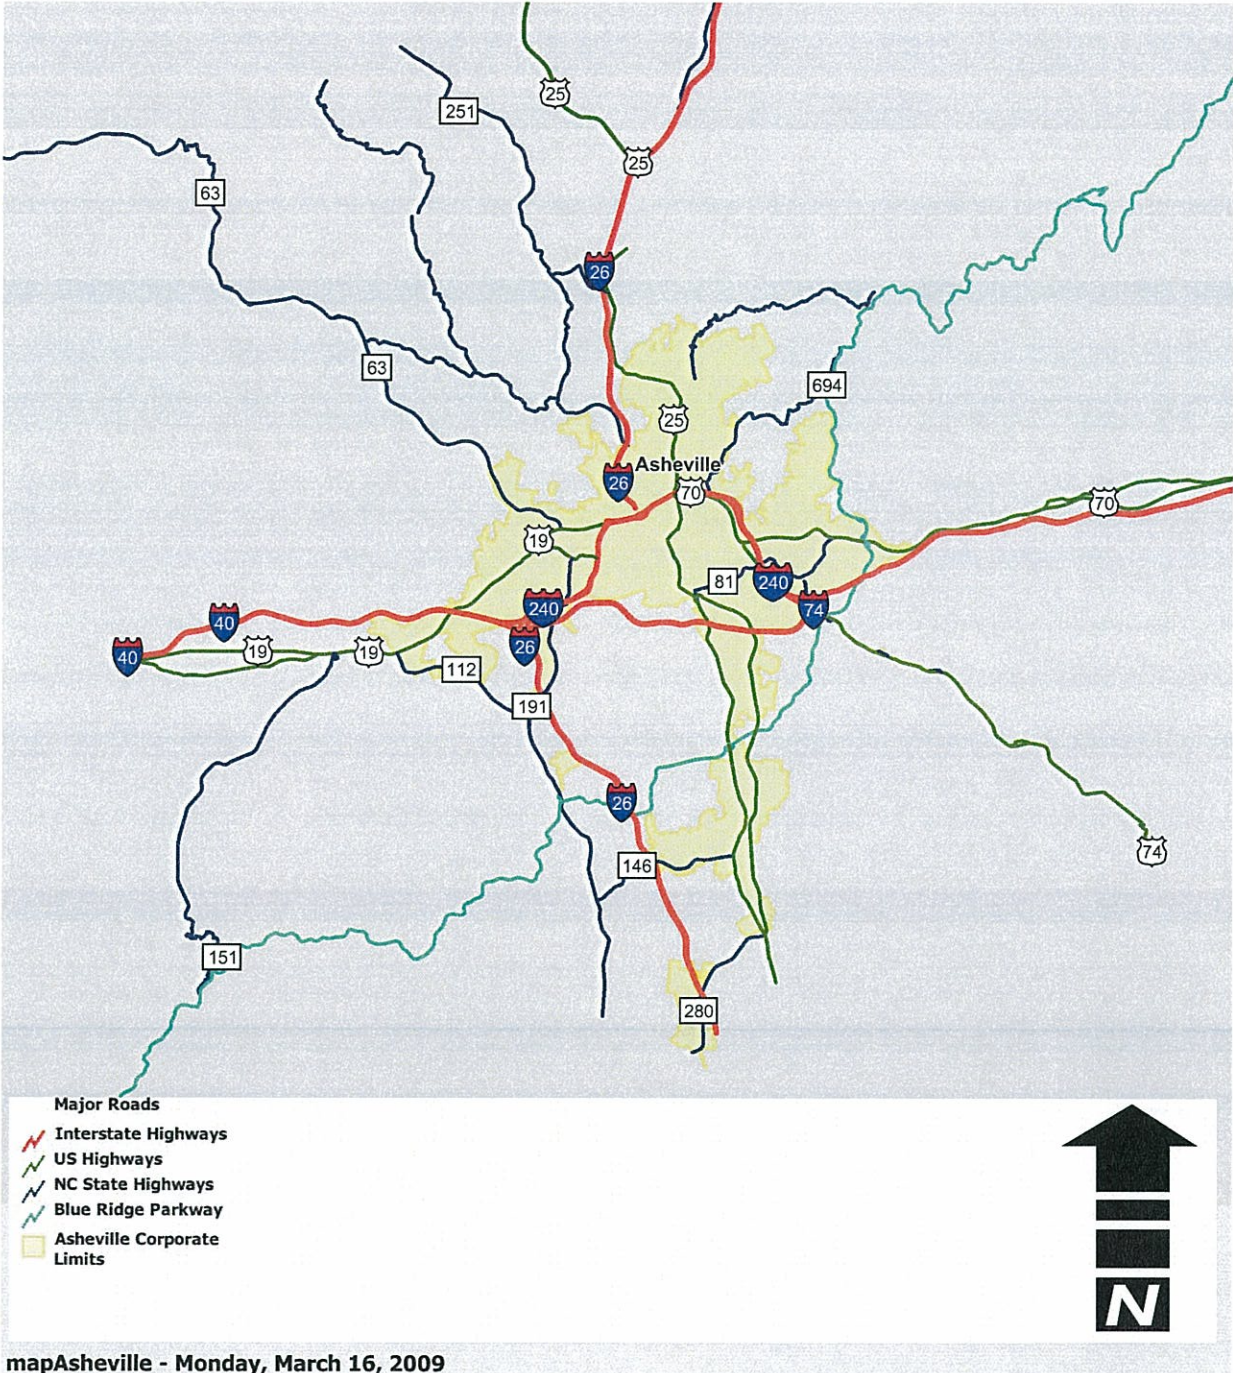 25
251
25
63
26
63
694
25
Asheville
26
70
70
19
81
240
240
74
40
26
40
19
19
112
191
26
74
146
151
280
Major Roads
Interstate Highways
US Highways
NC State Highways
Blue Ridge Parkway
Asheville Corporate
Limits
N
mapAsheville - Monday, March 16, 2009